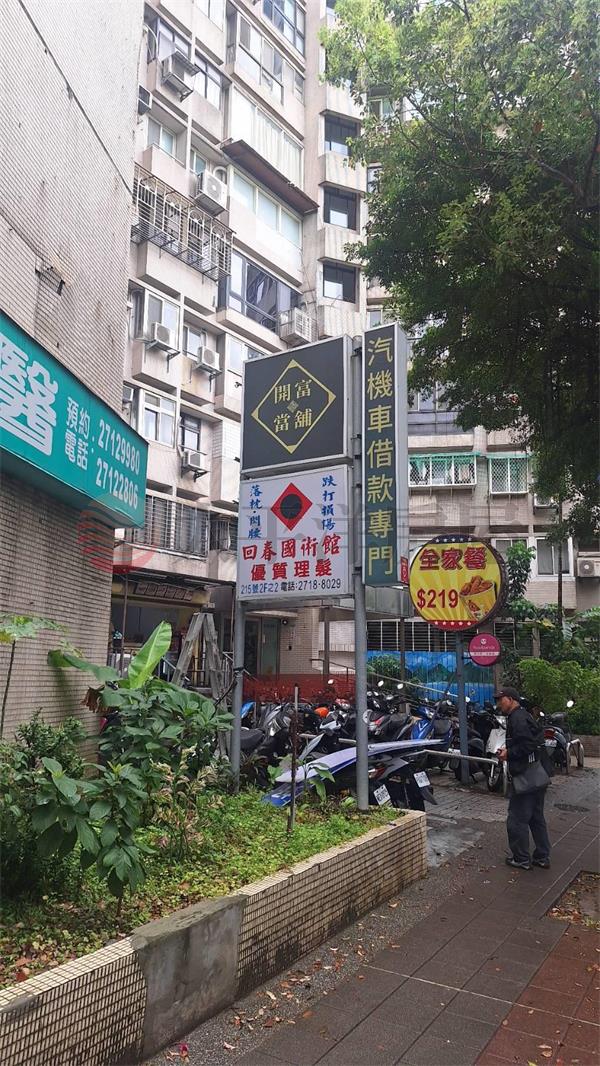 醫
預約
電話：27129980
27122806
開富
當舖
汽機車借款專門
跌打損傷
落枕·閃腰
回春國術館
優質理髮
215號2F之2 電話：2718-8029
全家餐
$219